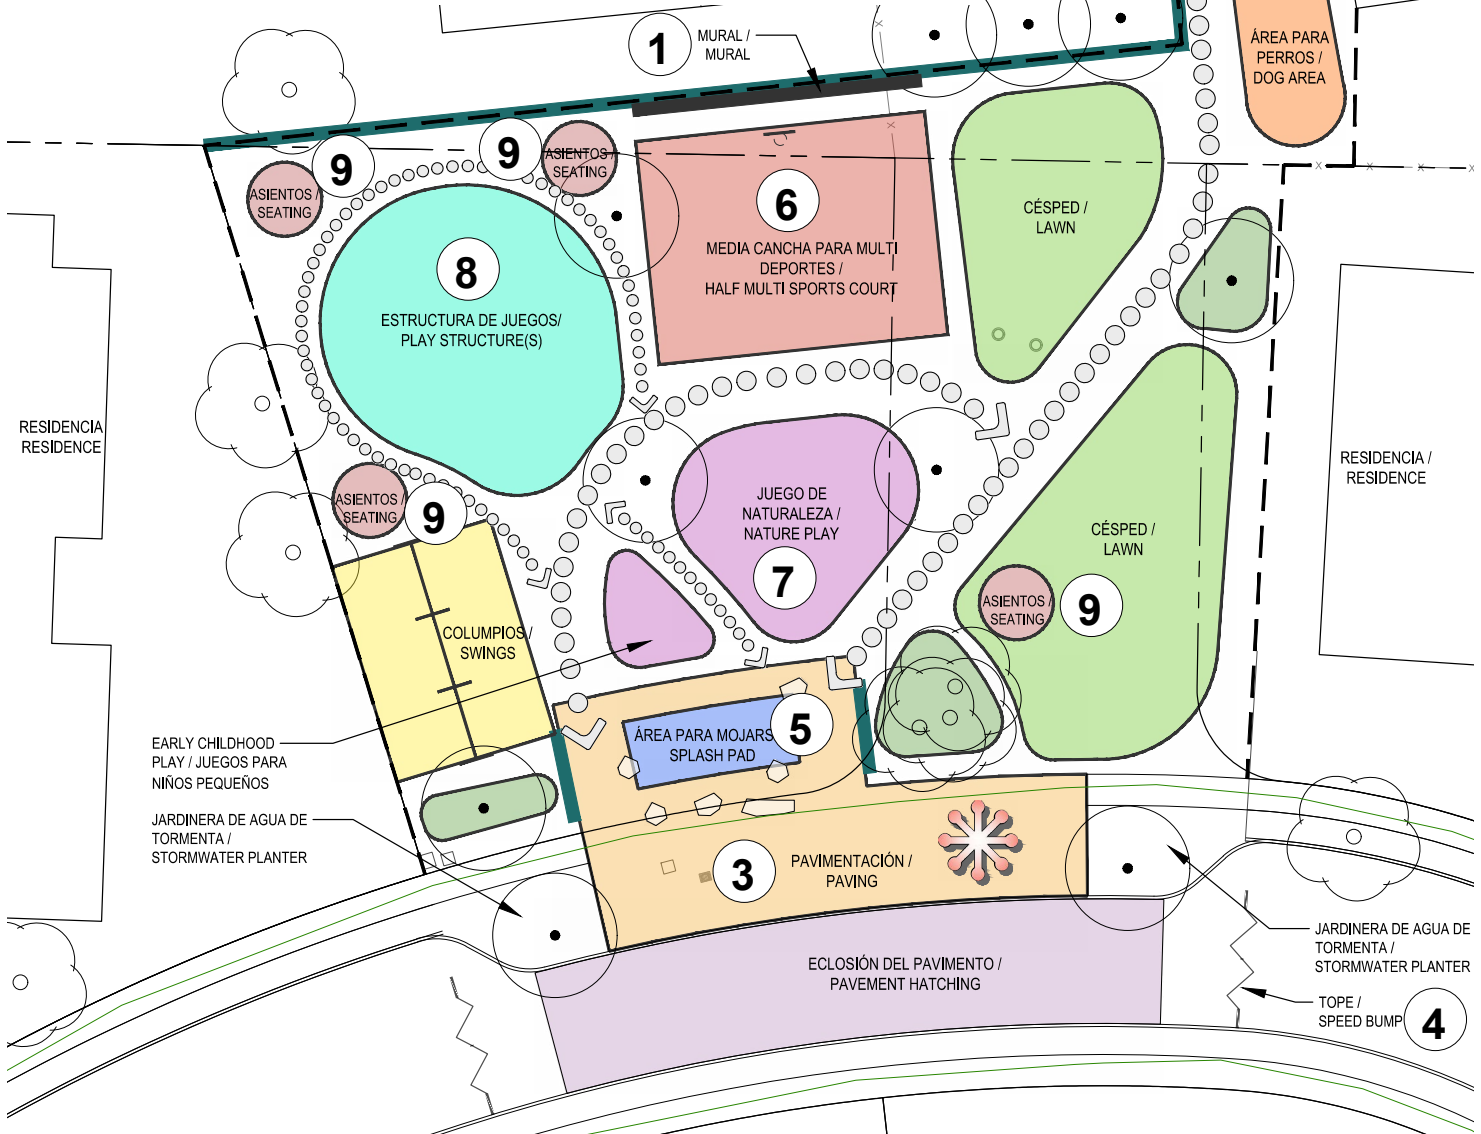 1
MURAL /
MURAL
ÁREA PARA
PERROS /
DOG AREA
9
ASIENTOS /
SEATING
9
ASIENTOS /
SEATING
6
MEDIA CANCHA PARA MULTI
DEPORTES /
HALF MULTI SPORTS COURT
CÉSPED /
LAWN
8
ESTRUCTURA DE JUEGOS/
PLAY STRUCTURE(S)
RESIDENCIA
RESIDENCE
RESIDENCIA /
RESIDENCE
ASIENTOS /
SEATING
9
JUEGO DE
NATURALEZA /
NATURE PLAY
7
CÉSPED /
LAWN
ASIENTOS /
SEATING
9
COLUMPIOS /
SWINGS
EARLY CHILDHOOD
PLAY / JUEGOS PARA
NIÑOS PEQUEÑOS
ÁREA PARA MOJARS
SPLASH PAD
5
JARDINERA DE AGUA DE
TORMENTA /
STORMWATER PLANTER
3
PAVIMENTACIÓN /
PAVING
ECLOSIÓN DEL PAVIMENTO /
PAVEMENT HATCHING
JARDINERA DE AGUA DE
TORMENTA /
STORMWATER PLANTER
TOPE /
SPEED BUMP
4